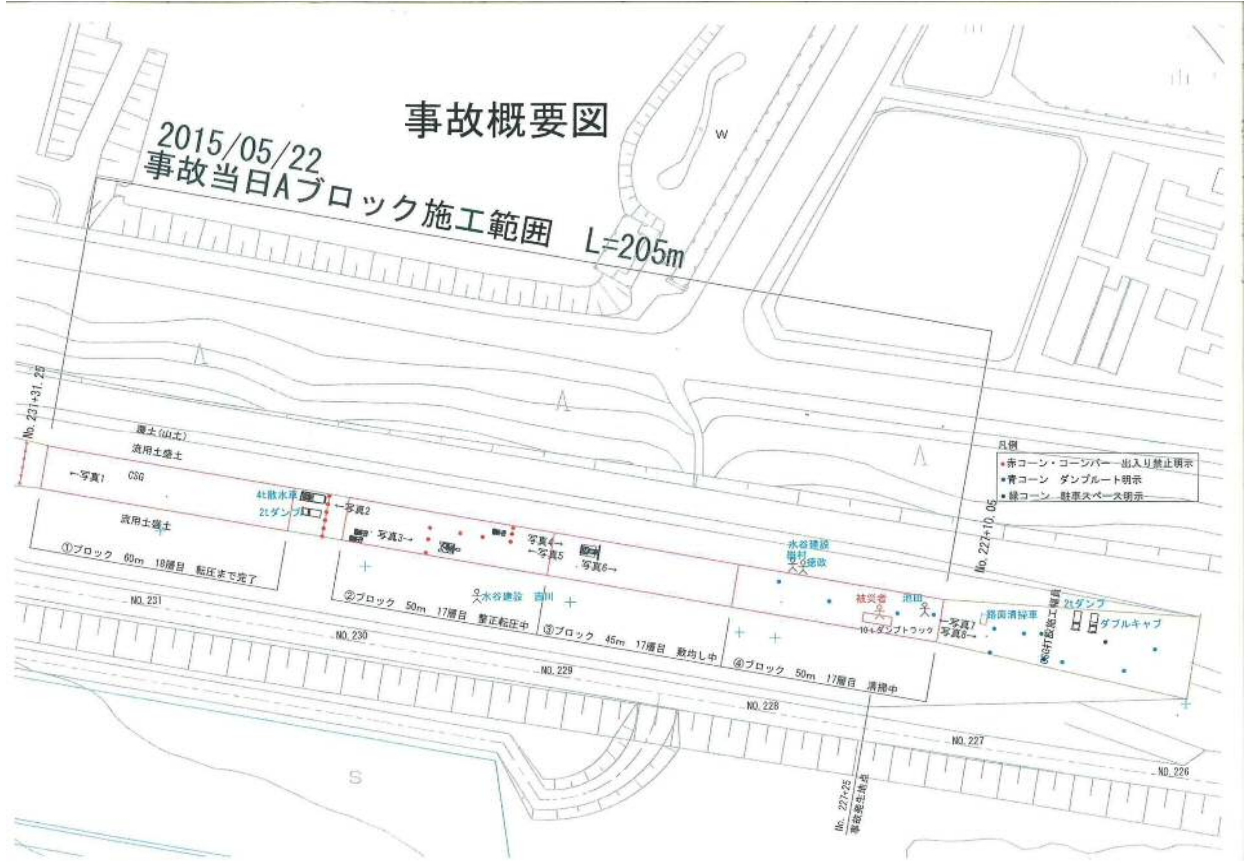 事故概要図
W
2015/05/22
事故当日Aブロック施工範囲 L=205m
No.231+31.25
覆土(山土)
流用土盛土
←写真1 CSG
4t散水車
2tダンプ
←写真2
写真3→
写真4→
←写真5
写真6→
流用土盛土
①ブロック 60m 18層目 転圧まで完了
②ブロック 50m 17層目 整正転圧中
③ブロック 45m 17層目 敷均し中
④ブロック 50m 17層目 清掃中
水谷建設 吉川
水谷建設
被災者
池田
10tダンプトラック
←写真7
写真8→
路面清掃車
2tダンプ
ダブルキャブ
No.227+10.05
凡例
赤コーン・コーンバー 出入り禁止明示
青コーン ダンプルート明示
緑コーン 駐車スペース明示
NO.231
NO.230
NO.229
NO.228
NO.227
NO.226
No.227+25
事故発生地点
S